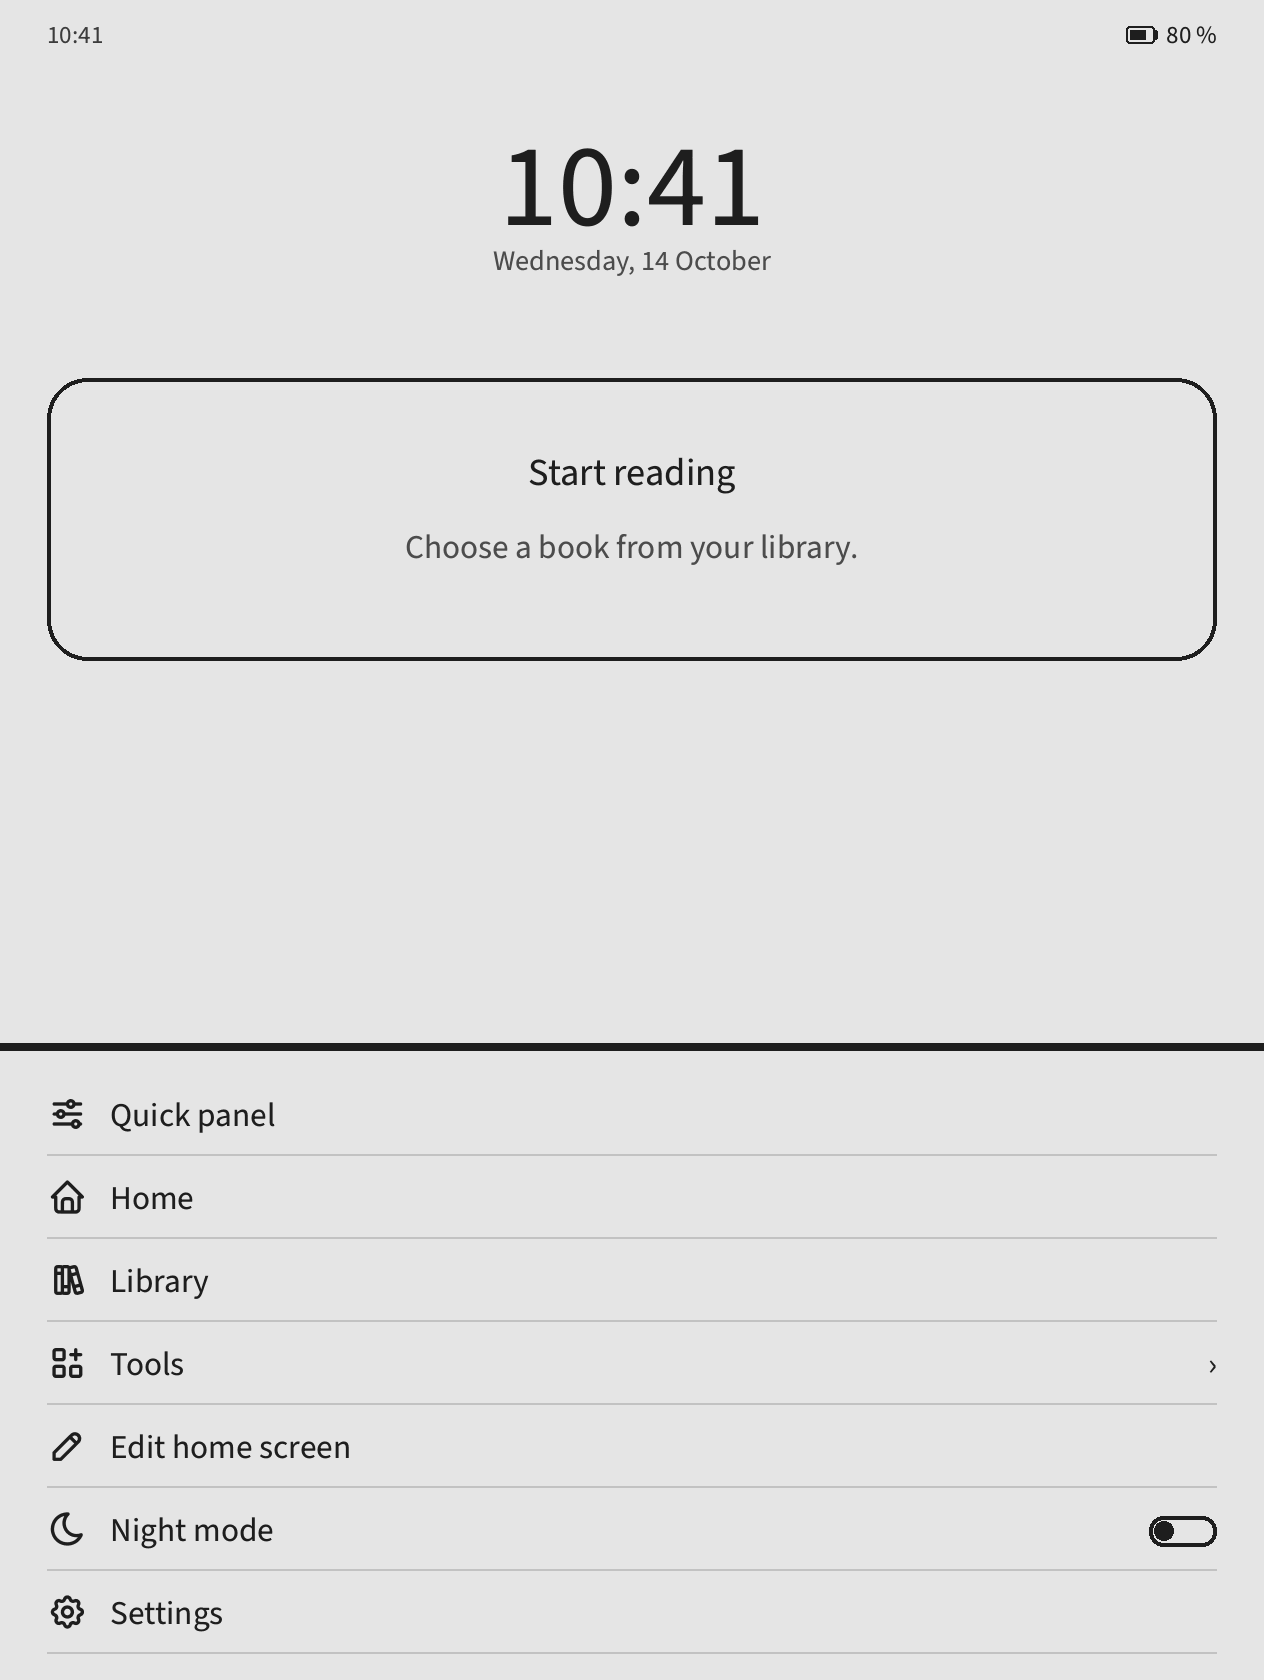 10:41
80 %
10:41
Wednesday, 14 October
Start reading
Choose a book from your library.
Quick panel
Home
Library
Tools
Edit home screen
Night mode
Settings